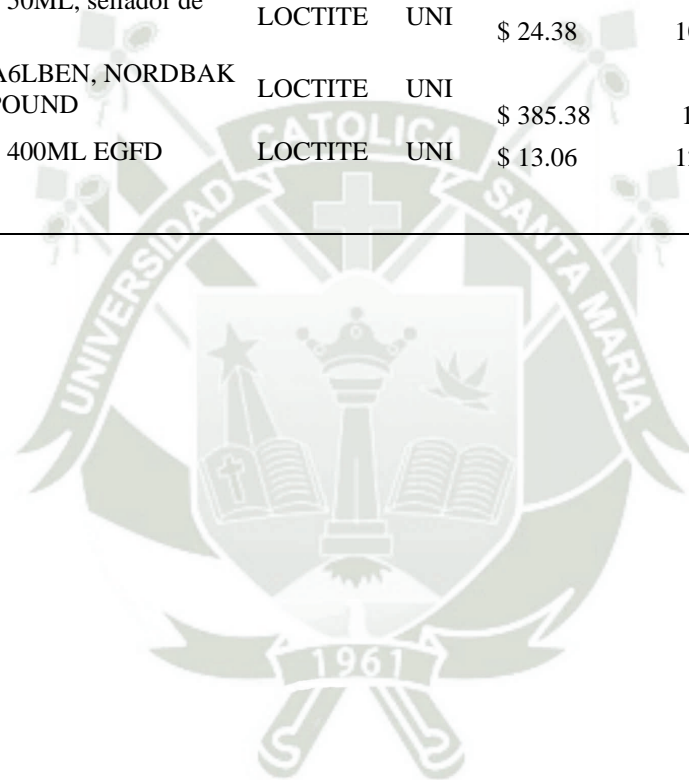 50ML, sellador de
LOCTITE UNI
$ 24.38
A6LBEN, NORDBAK
LOCTITE UNI
POUND
$ 385.38
400ML EGFD LOCTITE UNI $ 13.06
UNIVERSIDAD CATOLICA SANTA MARIA
1961